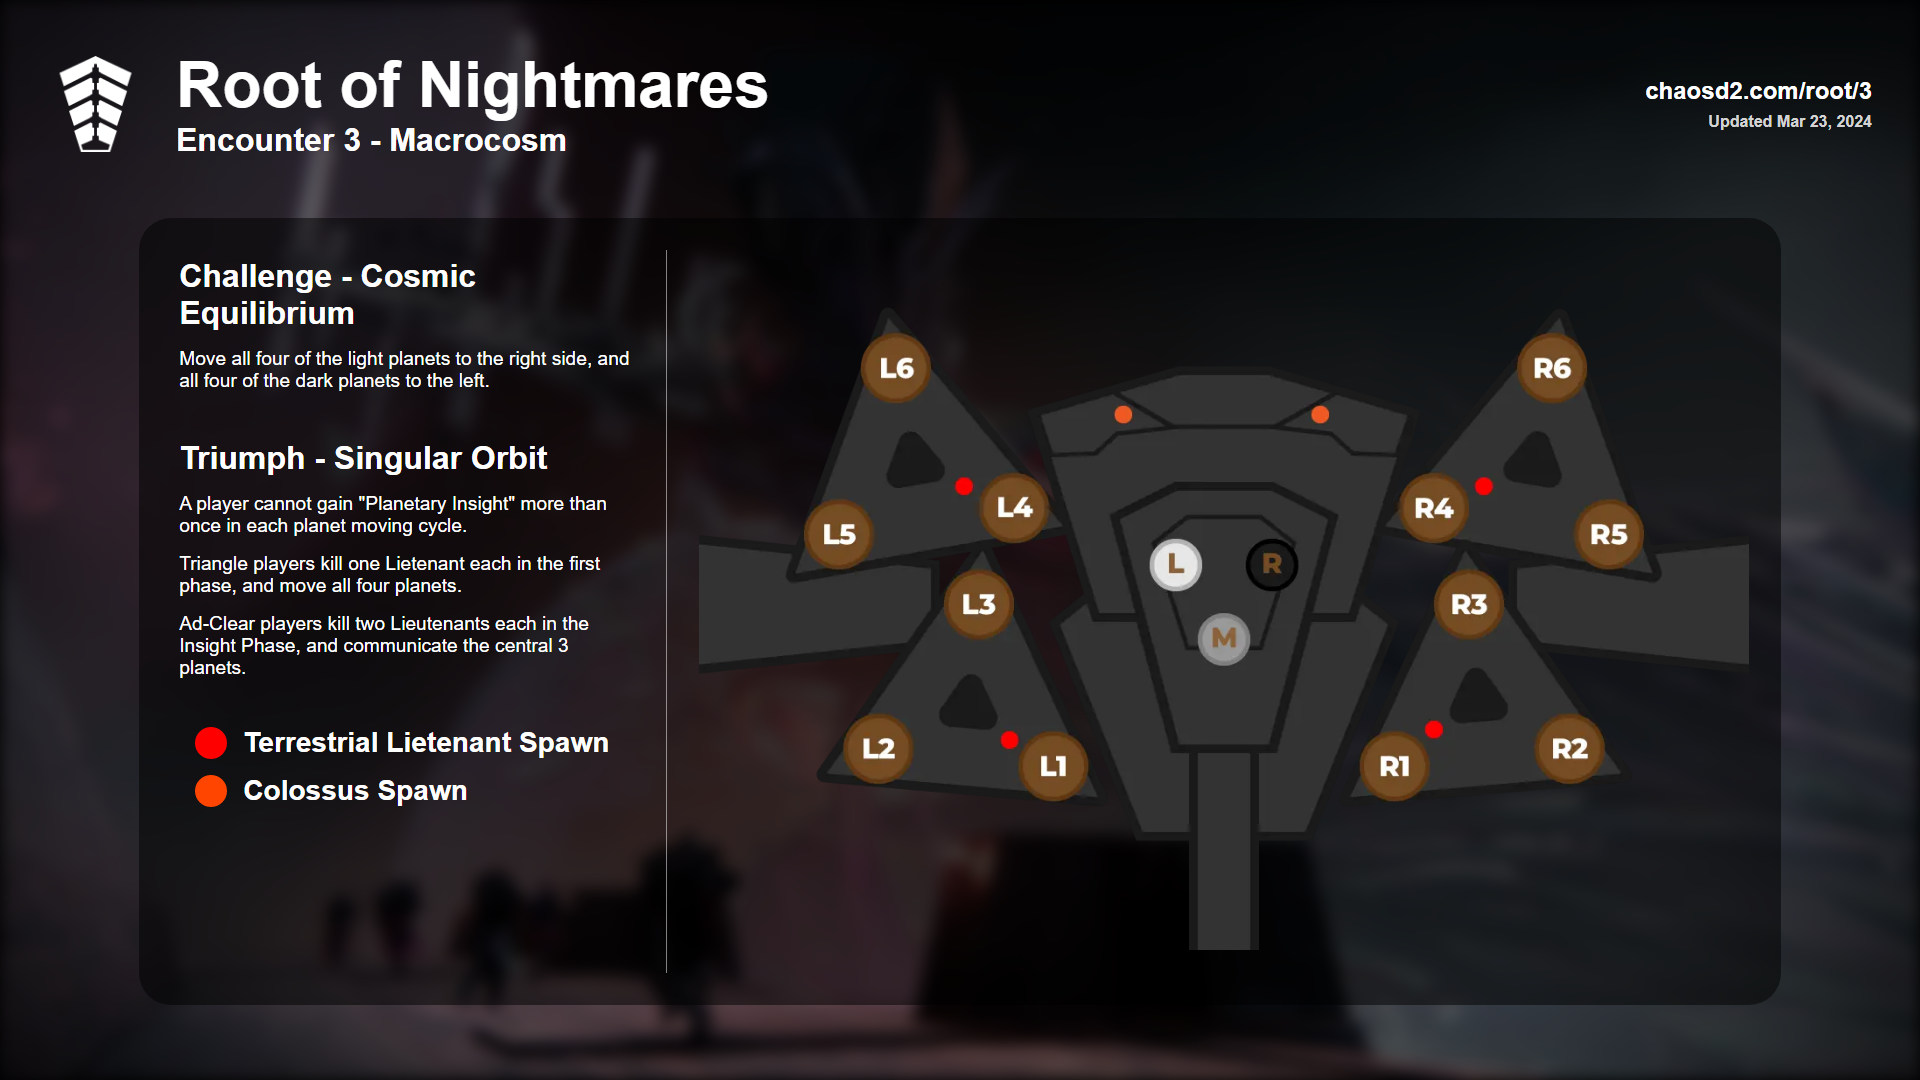 Root of Nightmares
Encounter 3 - Macrocosm
chaosd2.com/root/3
Updated Mar 23, 2024
Challenge - Cosmic
Equilibrium
Move all four of the light planets to the right side, and
all four of the dark planets to the left.
Triumph - Singular Orbit
A player cannot gain "Planetary Insight" more than
once in each planet moving cycle.
Triangle players kill one Lietenant each in the first
phase, and move all four planets.
Ad-Clear players kill two Lieutenants each in the
Insight Phase, and communicate the central 3
planets.
Terrestrial Lietenant Spawn
Colossus Spawn
L6
R6
L4
R4
L5
R5
L
R
L3
R3
M
L2
R2
L1
R1